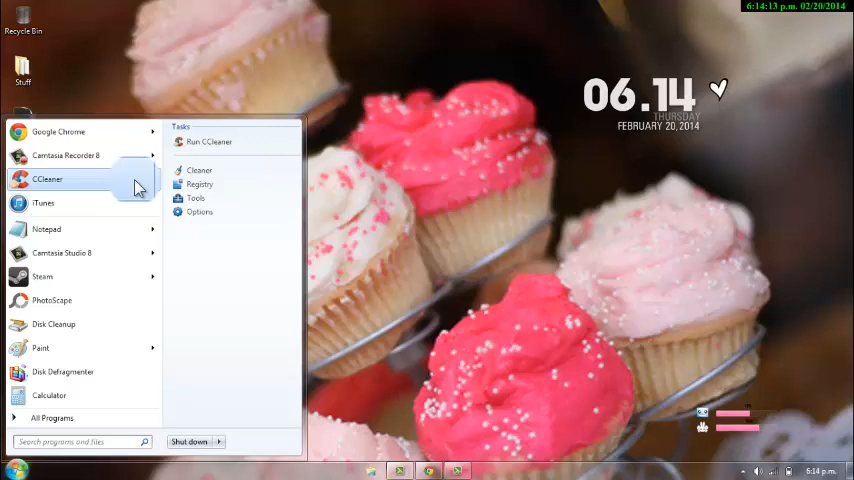 6:14:13 p.m. 02/20/2014
Recycle Bin
Stuff
06.14
THURSDAY
FEBRUARY 20,2014
Google Chrome
Camtasia Recorder 8
CCleaner
iTunes
Notepad
Camtasia Studio 8
Steam
PhotoScape
Disk Cleanup
Paint
Disk Defragmenter
Calculator
All Programs
Search programs and files
Tasks
Run CCleaner
Cleaner
Registry
Tools
Options
Shut down
6:14 p.m.